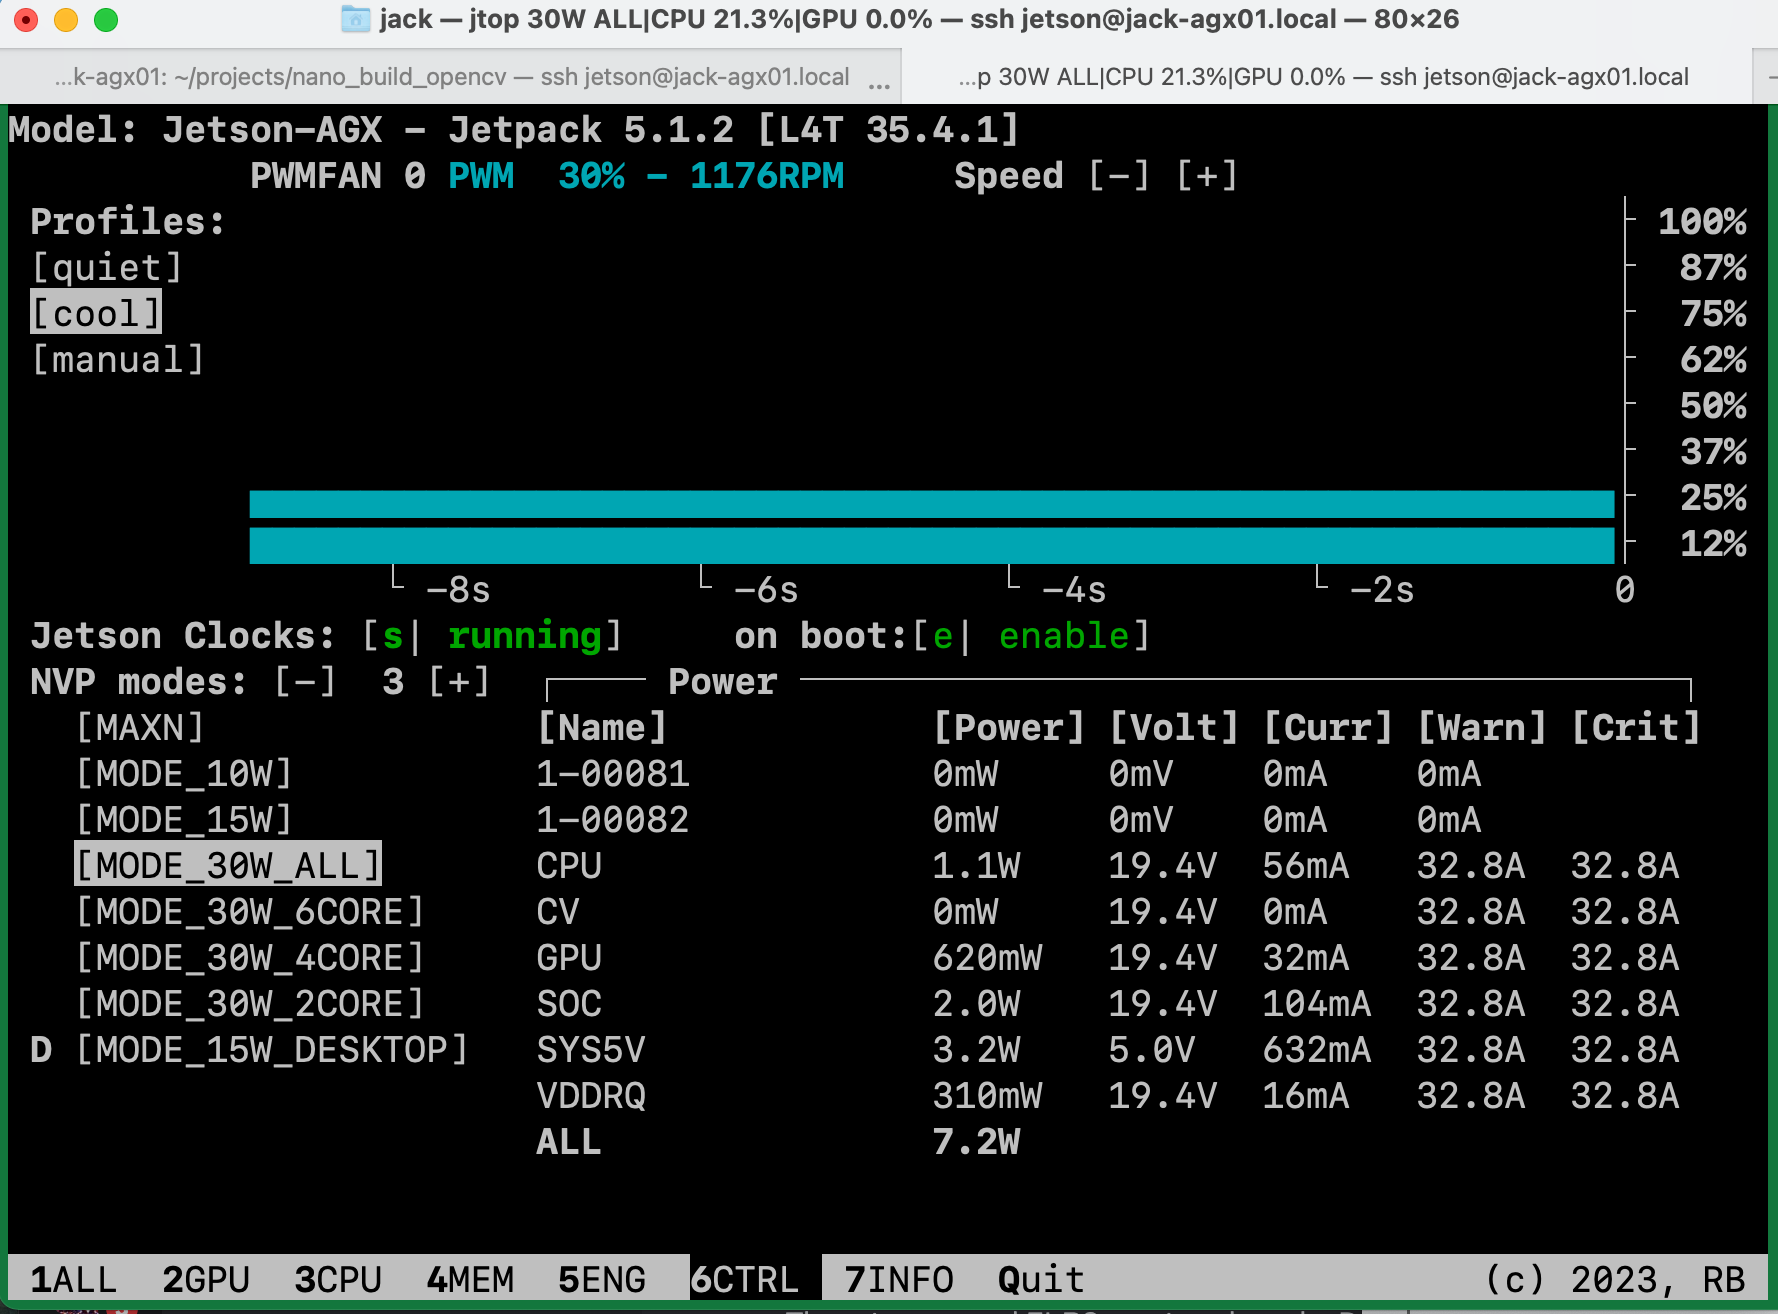 jack — jtop 30W ALL|CPU 21.3%|GPU 0.0% — ssh jetson@jack-agx01.local — 80×26
...k-agx01: ~/projects/nano_build_opencv — ssh jetson@jack-agx01.local ... ...p 30W ALL|CPU 21.3%|GPU 0.0% — ssh jetson@jack-agx01.local
Model: Jetson-AGX - Jetpack 5.1.2 [L4T 35.4.1]
PWMFAN 0 PWM 30% - 1176RPM Speed [-] [+]
Profiles: 100%
[quiet] 87%
[cool] 75%
[manual] 62%
50%
37%
25%
12%
-8s -6s -4s -2s 0
Jetson Clocks: [s| running] on boot:[e| enable]
NVP modes: [-] 3 [+] Power
[MAXN] [Name] [Power] [Volt] [Curr] [Warn] [Crit]
[MODE_10W] 1-00081 0mW 0mV 0mA 0mA
[MODE_15W] 1-00082 0mW 0mV 0mA 0mA
[MODE_30W_ALL] CPU 1.1W 19.4V 56mA 32.8A 32.8A
[MODE_30W_6CORE] CV 0mW 19.4V 0mA 32.8A 32.8A
[MODE_30W_4CORE] GPU 620mW 19.4V 32mA 32.8A 32.8A
[MODE_30W_2CORE] SOC 2.0W 19.4V 104mA 32.8A 32.8A
D [MODE_15W_DESKTOP] SYS5V 3.2W 5.0V 632mA 32.8A 32.8A
VDDRQ 310mW 19.4V 16mA 32.8A 32.8A
ALL 7.2W
1ALL 2GPU 3CPU 4MEM 5ENG 6CTRL 7INFO Quit (c) 2023, RB